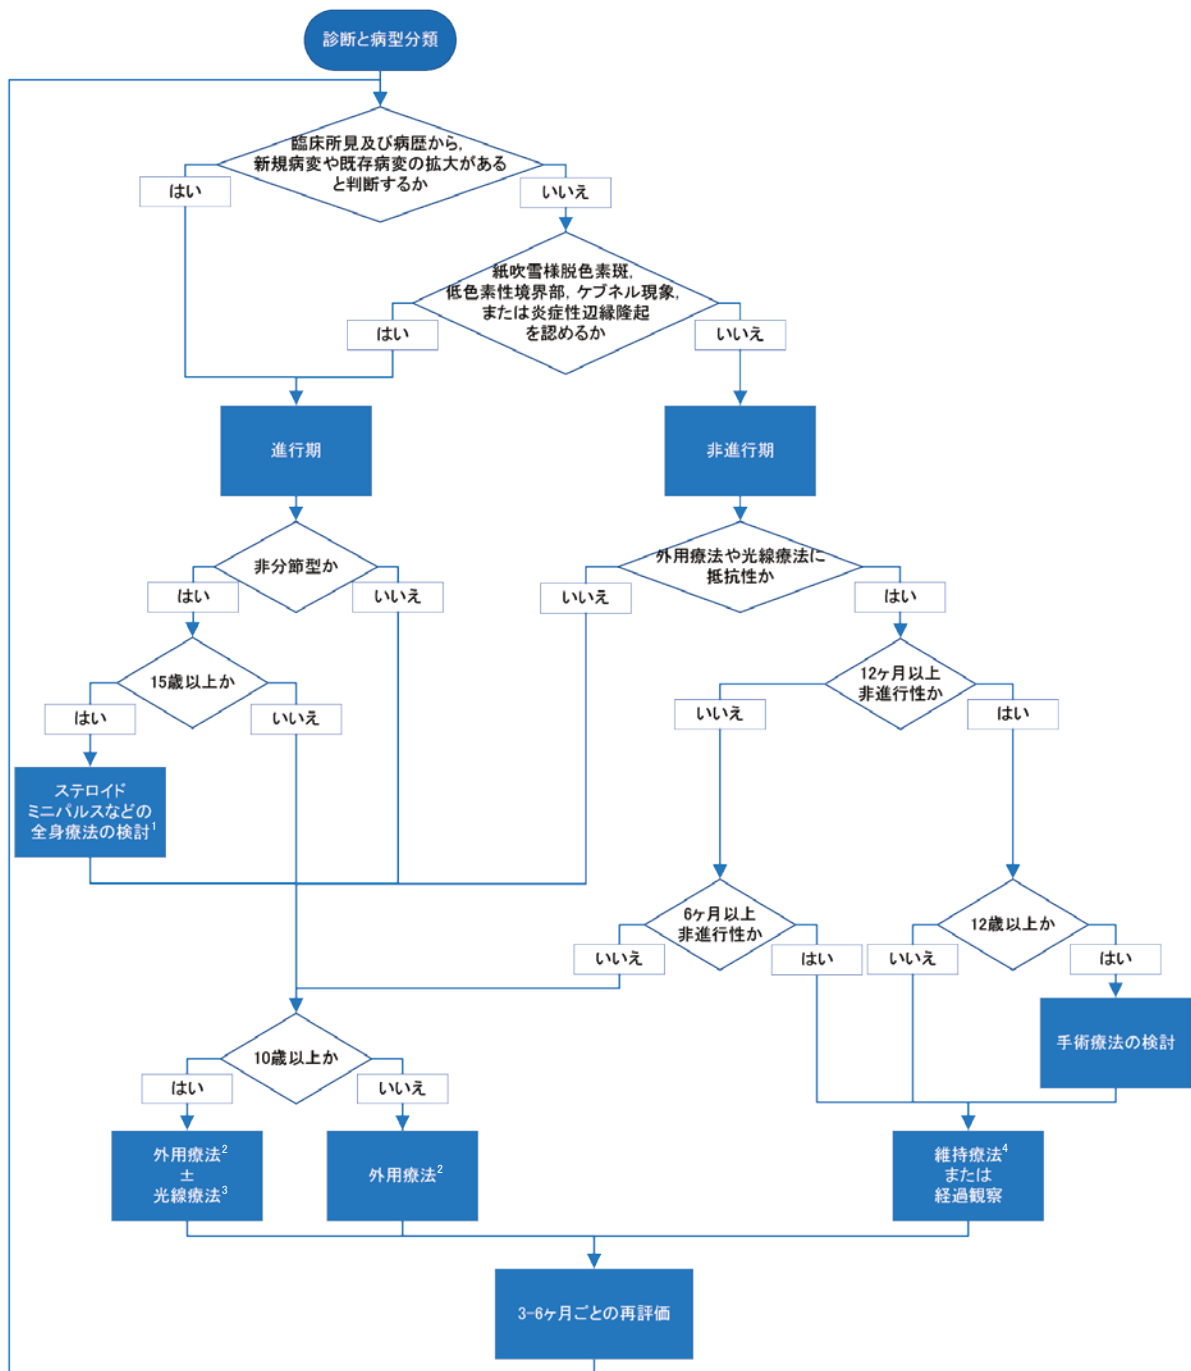 診断と病型分類
臨床所見及び病歴から,
新規病変や既存病変の拡大がある
と判断するか
はい
いいえ
紙吹雪様脱色素斑,
低色素性境界部, ケブネル現象,
または炎症性辺縁隆起
を認めるか
はい
いいえ
進行期
非進行期
非分節型か
外用療法や光線療法に
抵抗性か
はい
いいえ
いいえ
はい
15歳以上か
12ヶ月以上
非進行性か
はい
いいえ
いいえ
はい
ステロイド
ミニパルスなどの
全身療法の検討1
6ヶ月以上
非進行性か
12歳以上か
いいえ
はい
いいえ
はい
手術療法の検討
10歳以上か
はい
いいえ
外用療法2
±
光線療法3
外用療法2
維持療法4
または
経過観察
3-6ヶ月ごとの再評価